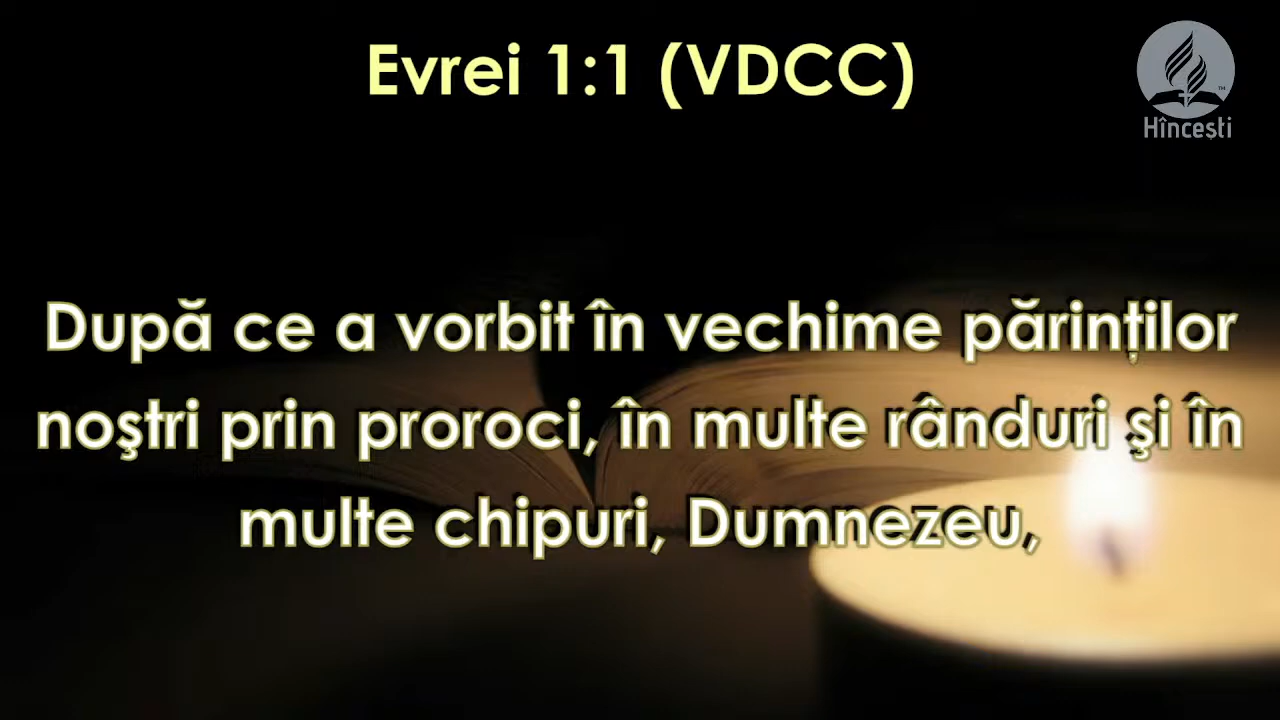 Evrei 1:1 (VDCC)
Hîncești
După ce a vorbit în vechime părinţilor
noştri prin proroci, în multe rânduri şi în
multe chipuri, Dumnezeu,